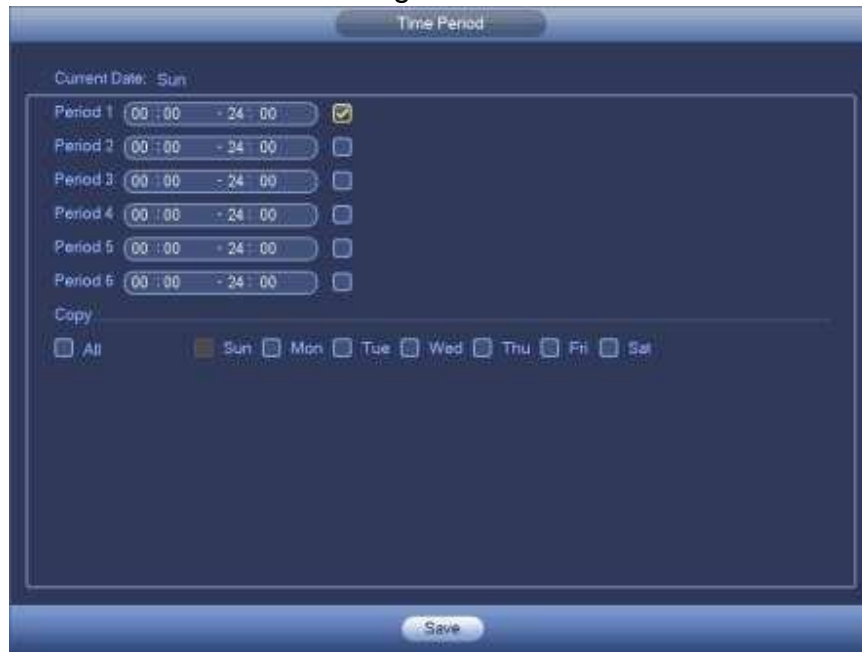 Time Period
Current Date: Sun
Period 1 00 : 00 - 24 : 00
Period 2 00 : 00 - 24 : 00
Period 3 00 : 00 - 24 : 00
Period 4 00 : 00 - 24 : 00
Period 5 00 : 00 - 24 : 00
Period 6 00 : 00 - 24 : 00
Copy
All Sun Mon Tue Wed Thu Fri Sat
Save